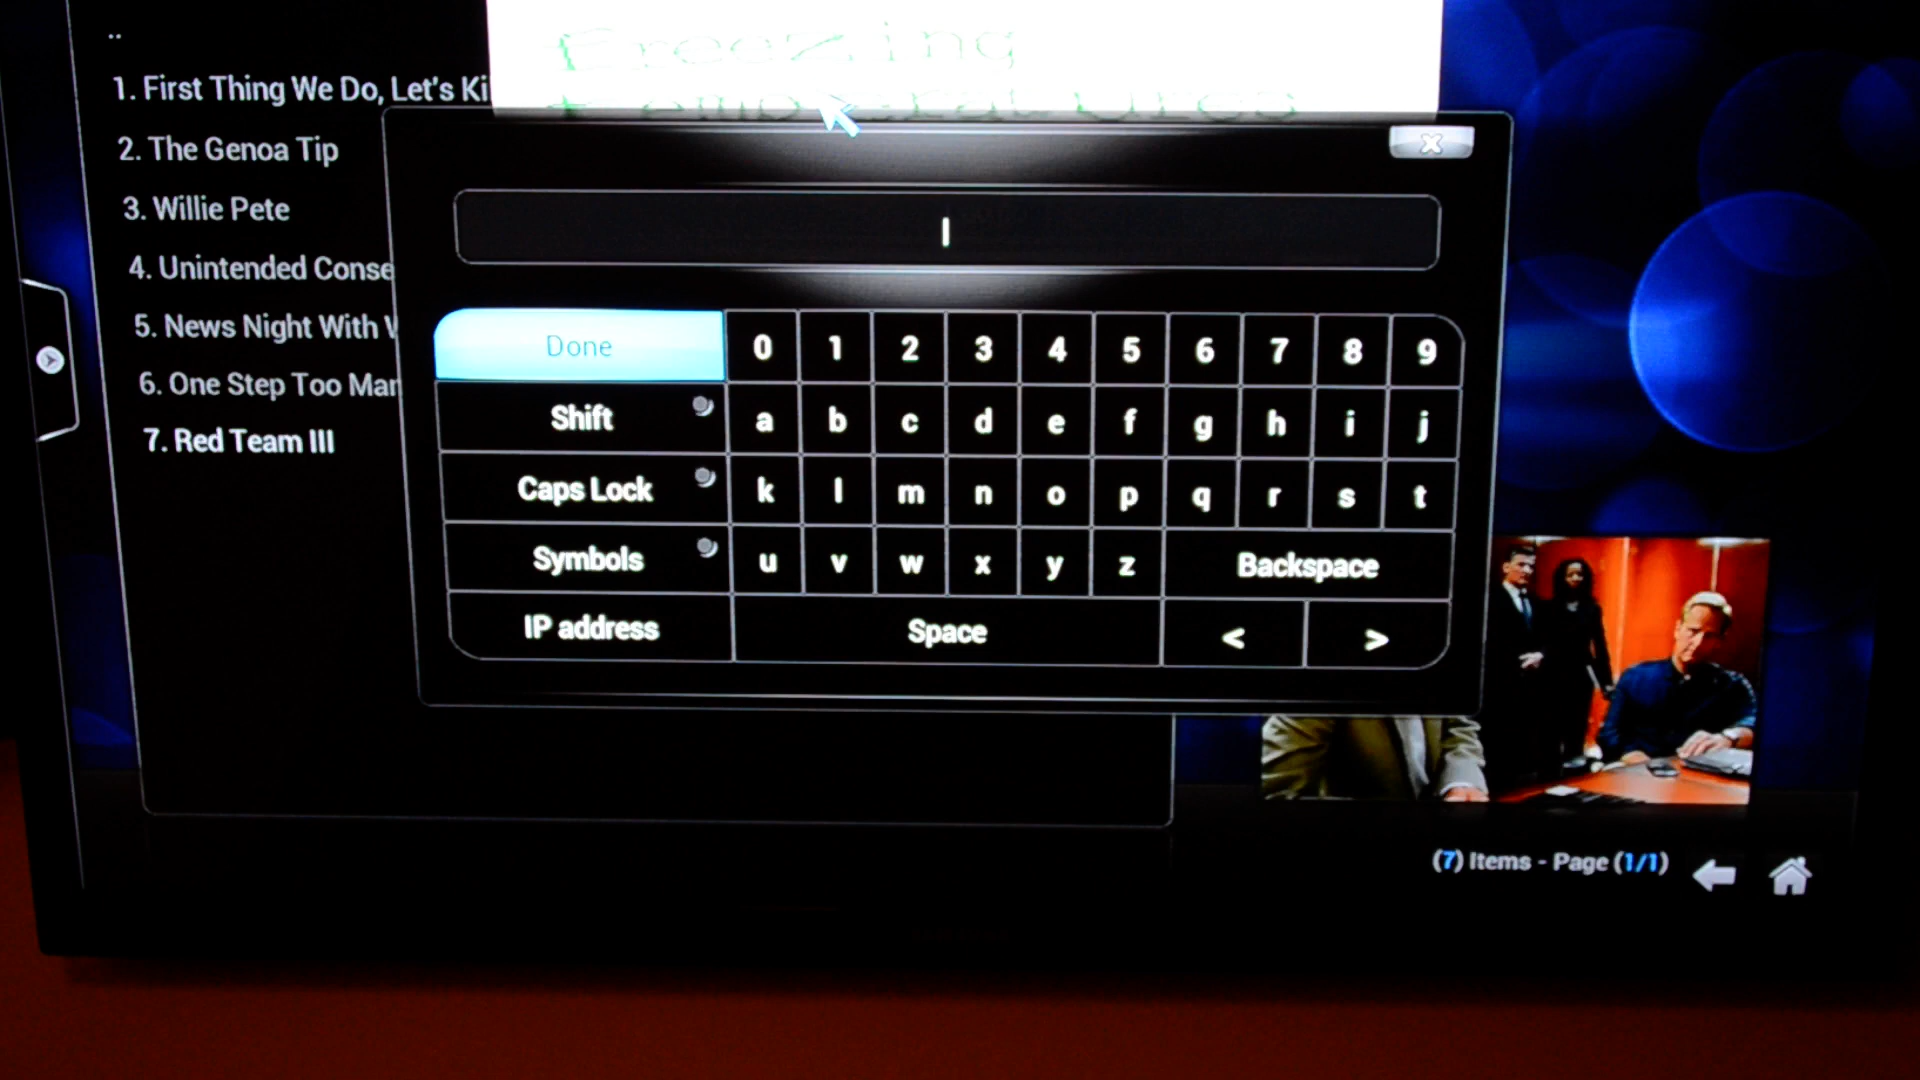 ..
Freezing
1. First Thing We Do, Let's Ki
2. The Genoa Tip
3. Willie Pete
4. Unintended Conse
5. News Night With W
6. One Step Too Man
7. Red Team III
x
Done 0 1 2 3 4 5 6 7 8 9
Shift a b c d e f g h i j
Caps Lock k l m n o p q r s t
Symbols u v w x y z Backspace
IP address Space < >
(7) Items - Page (1/1)